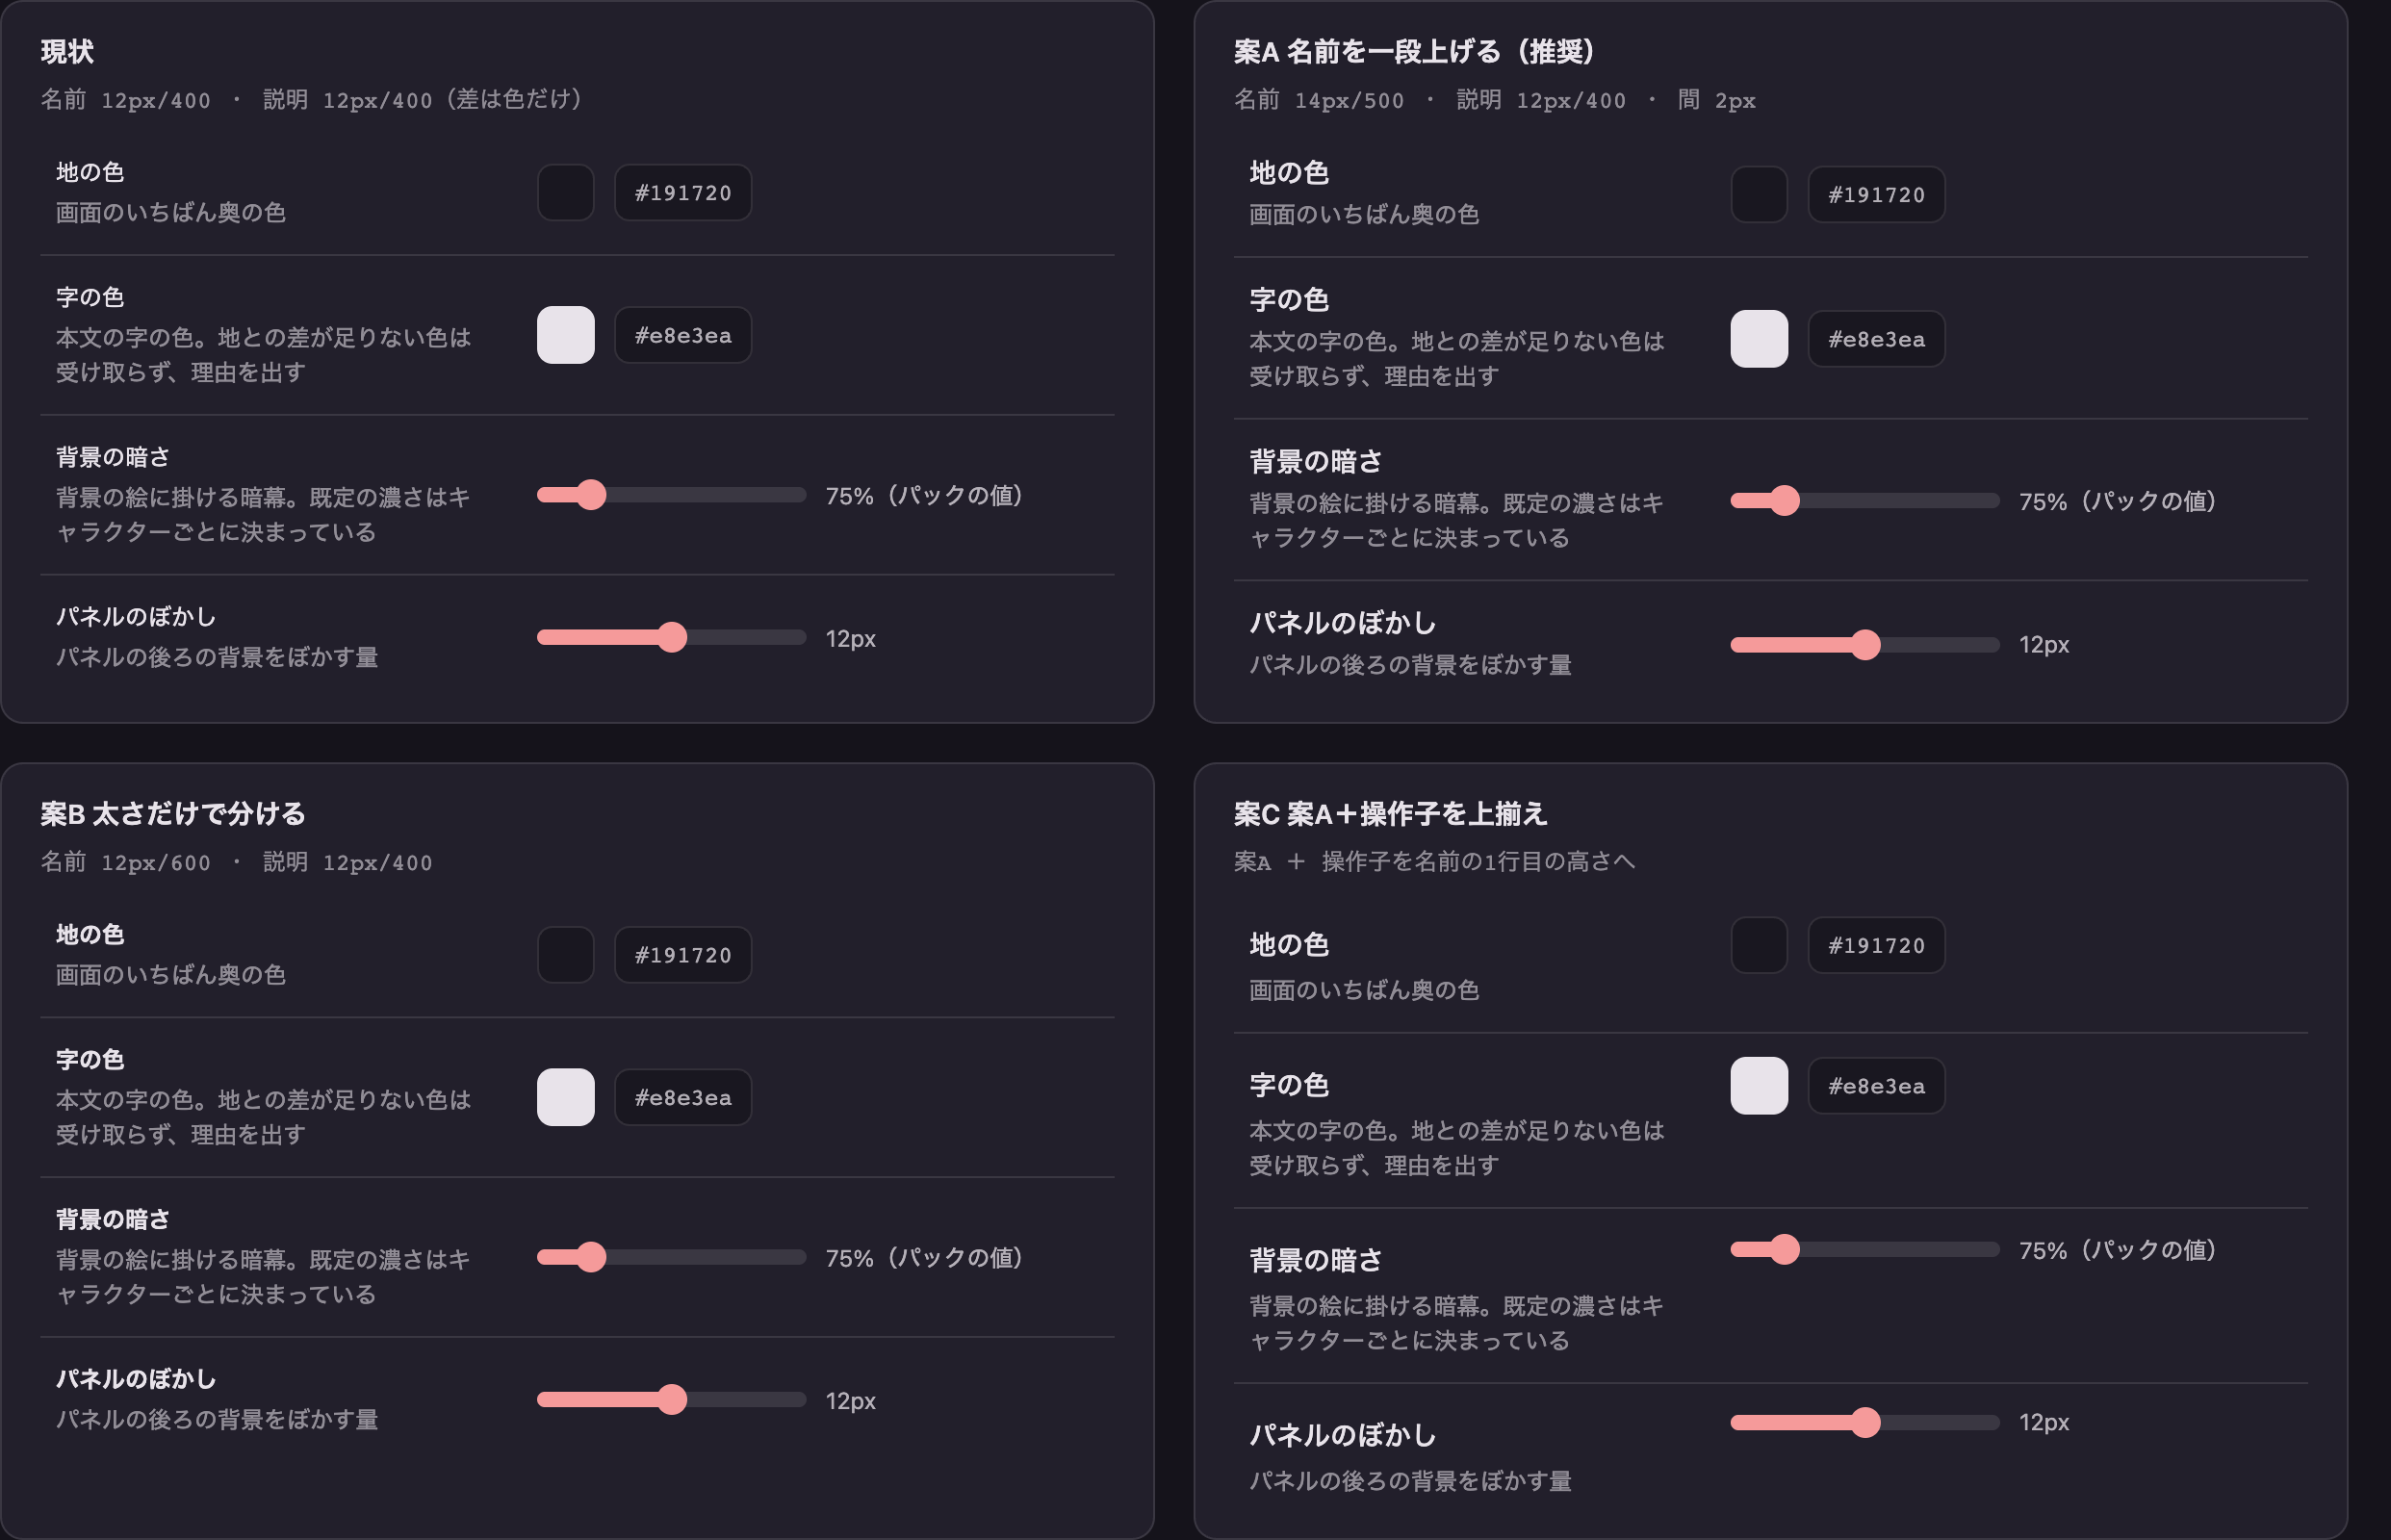 現状
名前 12px/400 ・ 説明 12px/400（差は色だけ）
地の色
画面のいちばん奥の色
#191720
字の色
本文の字の色。地との差が足りない色は
受け取らず、理由を出す
#e8e3ea
背景の暗さ
背景の絵に掛ける暗幕。既定の濃さはキ
ャラクターごとに決まっている
75%（パックの値）
パネルのぼかし
パネルの後ろの背景をぼかす量
12px
案A 名前を一段上げる（推奨）
名前 14px/500 ・ 説明 12px/400 ・ 間 2px
地の色
画面のいちばん奥の色
#191720
字の色
本文の字の色。地との差が足りない色は
受け取らず、理由を出す
#e8e3ea
背景の暗さ
背景の絵に掛ける暗幕。既定の濃さはキ
ャラクターごとに決まっている
75%（パックの値）
パネルのぼかし
パネルの後ろの背景をぼかす量
12px
案B 太さだけで分ける
名前 12px/600 ・ 説明 12px/400
地の色
画面のいちばん奥の色
#191720
字の色
本文の字の色。地との差が足りない色は
受け取らず、理由を出す
#e8e3ea
背景の暗さ
背景の絵に掛ける暗幕。既定の濃さはキ
ャラクターごとに決まっている
75%（パックの値）
パネルのぼかし
パネルの後ろの背景をぼかす量
12px
案C 案A＋操作子を上揃え
案A ＋ 操作子を名前の1行目の高さへ
地の色
画面のいちばん奥の色
#191720
字の色
本文の字の色。地との差が足りない色は
受け取らず、理由を出す
#e8e3ea
背景の暗さ
背景の絵に掛ける暗幕。既定の濃さはキ
ャラクターごとに決まっている
75%（パックの値）
パネルのぼかし
パネルの後ろの背景をぼかす量
12px